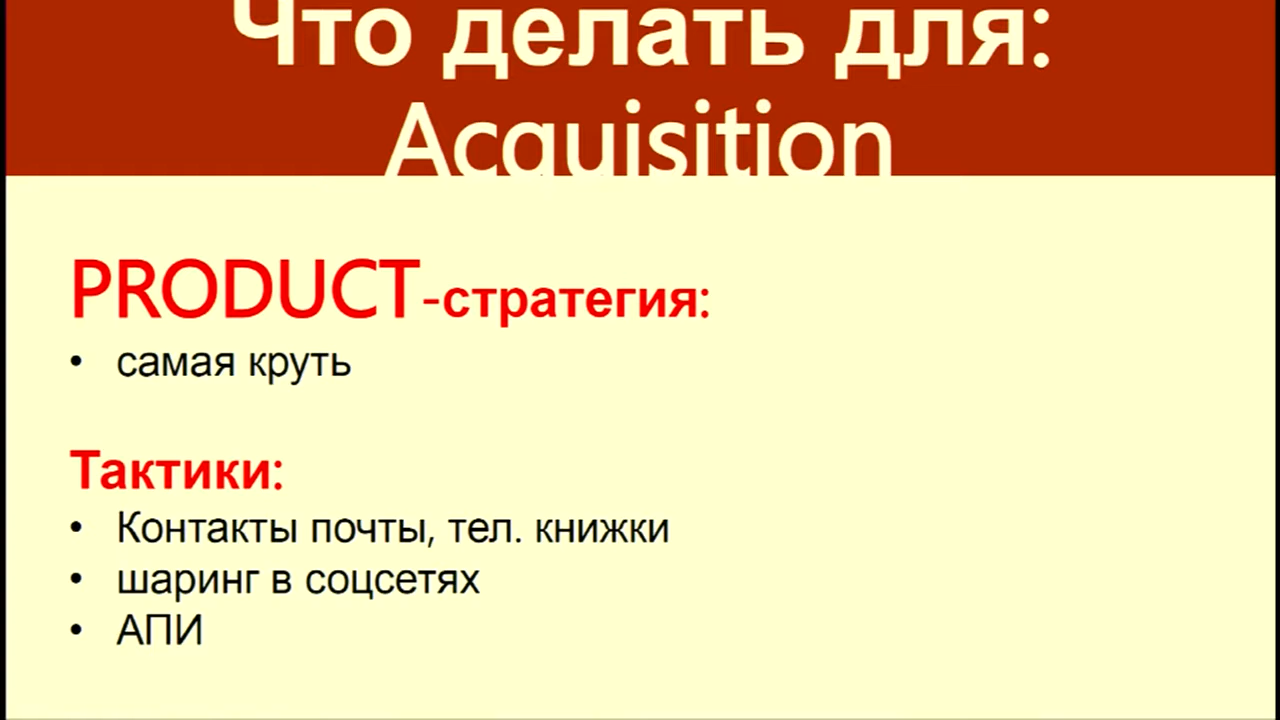 Что делать для:
Acquisition
PRODUCT-стратегия:
• самая круть
Тактики:
• Контакты почты, тел. книжки
• шаринг в соцсетях
• АПИ